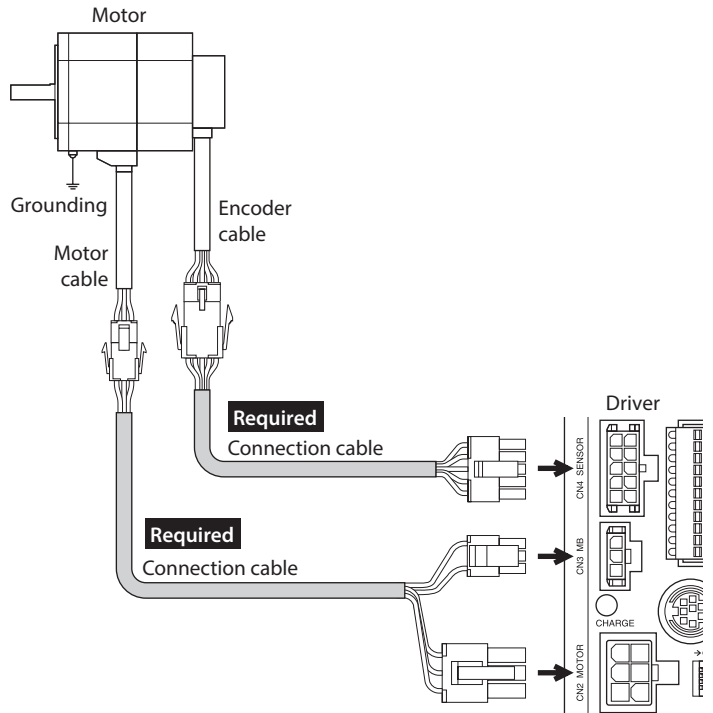 Motor
Grounding
Encoder
cable
Motor
cable
Required
Connection cable
Driver
CN4 SENSOR
Required
Connection cable
CN3 MB
CHARGE
CN2 MOTOR